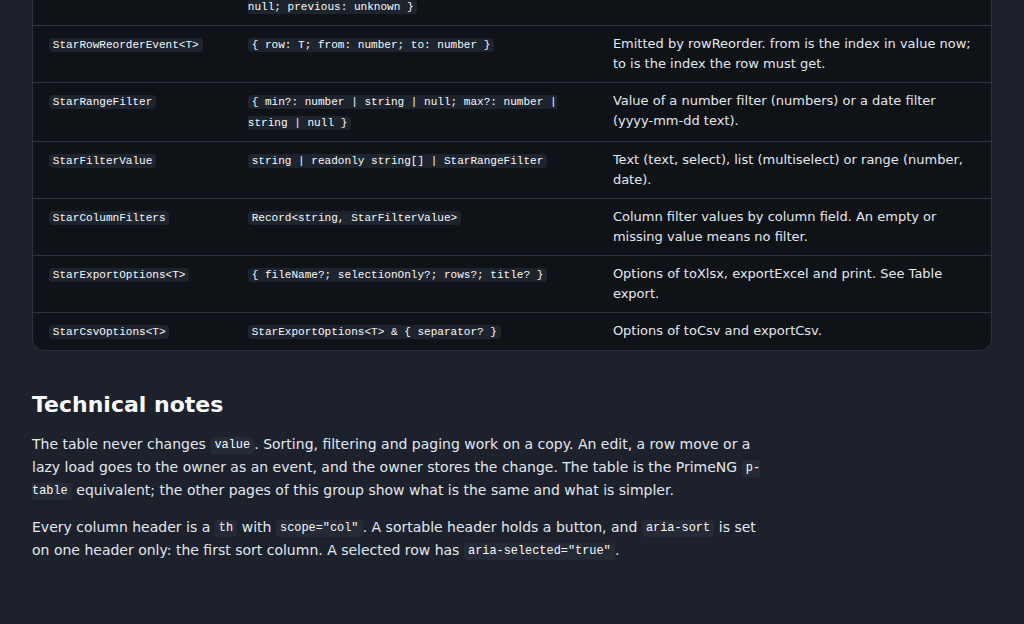 null; previous: unknown }
StarRowReorderEvent<T>
{ row: T; from: number; to: number }
Emitted by rowReorder. from is the index in value now;
to is the index the row must get.
StarRangeFilter
{ min?: number | string | null; max?: number |
string | null }
Value of a number filter (numbers) or a date filter
(yyyy-mm-dd text).
StarFilterValue
string | readonly string[] | StarRangeFilter
Text (text, select), list (multiselect) or range (number,
date).
StarColumnFilters
Record<string, StarFilterValue>
Column filter values by column field. An empty or
missing value means no filter.
StarExportOptions<T>
{ fileName?; selectionOnly?; rows?; title? }
Options of toXlsx, exportExcel and print. See Table
export.
StarCsvOptions<T>
StarExportOptions<T> & { separator? }
Options of toCsv and exportCsv.
Technical notes
The table never changes value. Sorting, filtering and paging work on a copy. An edit, a row move or a
lazy load goes to the owner as an event, and the owner stores the change. The table is the PrimeNG p-
table equivalent; the other pages of this group show what is the same and what is simpler.
Every column header is a th with scope="col". A sortable header holds a button, and aria-sort is set
on one header only: the first sort column. A selected row has aria-selected="true".